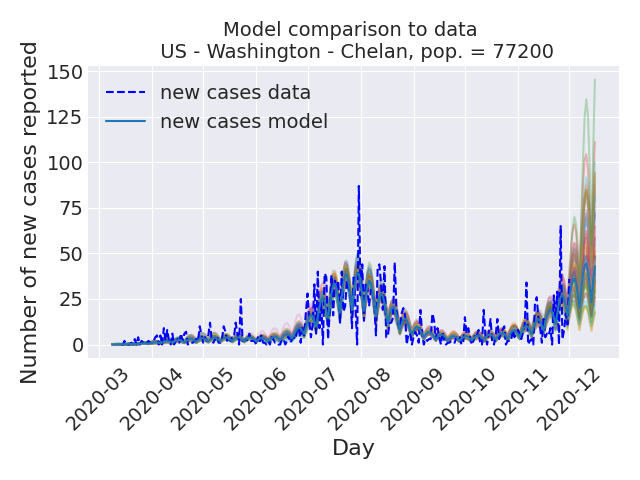 Model comparison to data
US - Washington - Chelan, pop. = 77200
Number of new cases reported
150
125
100
75
50
25
0
new cases data
new cases model
2020-03
2020-04
2020-05
2020-06
2020-07
2020-08
2020-09
2020-10
2020-11
2020-12
Day